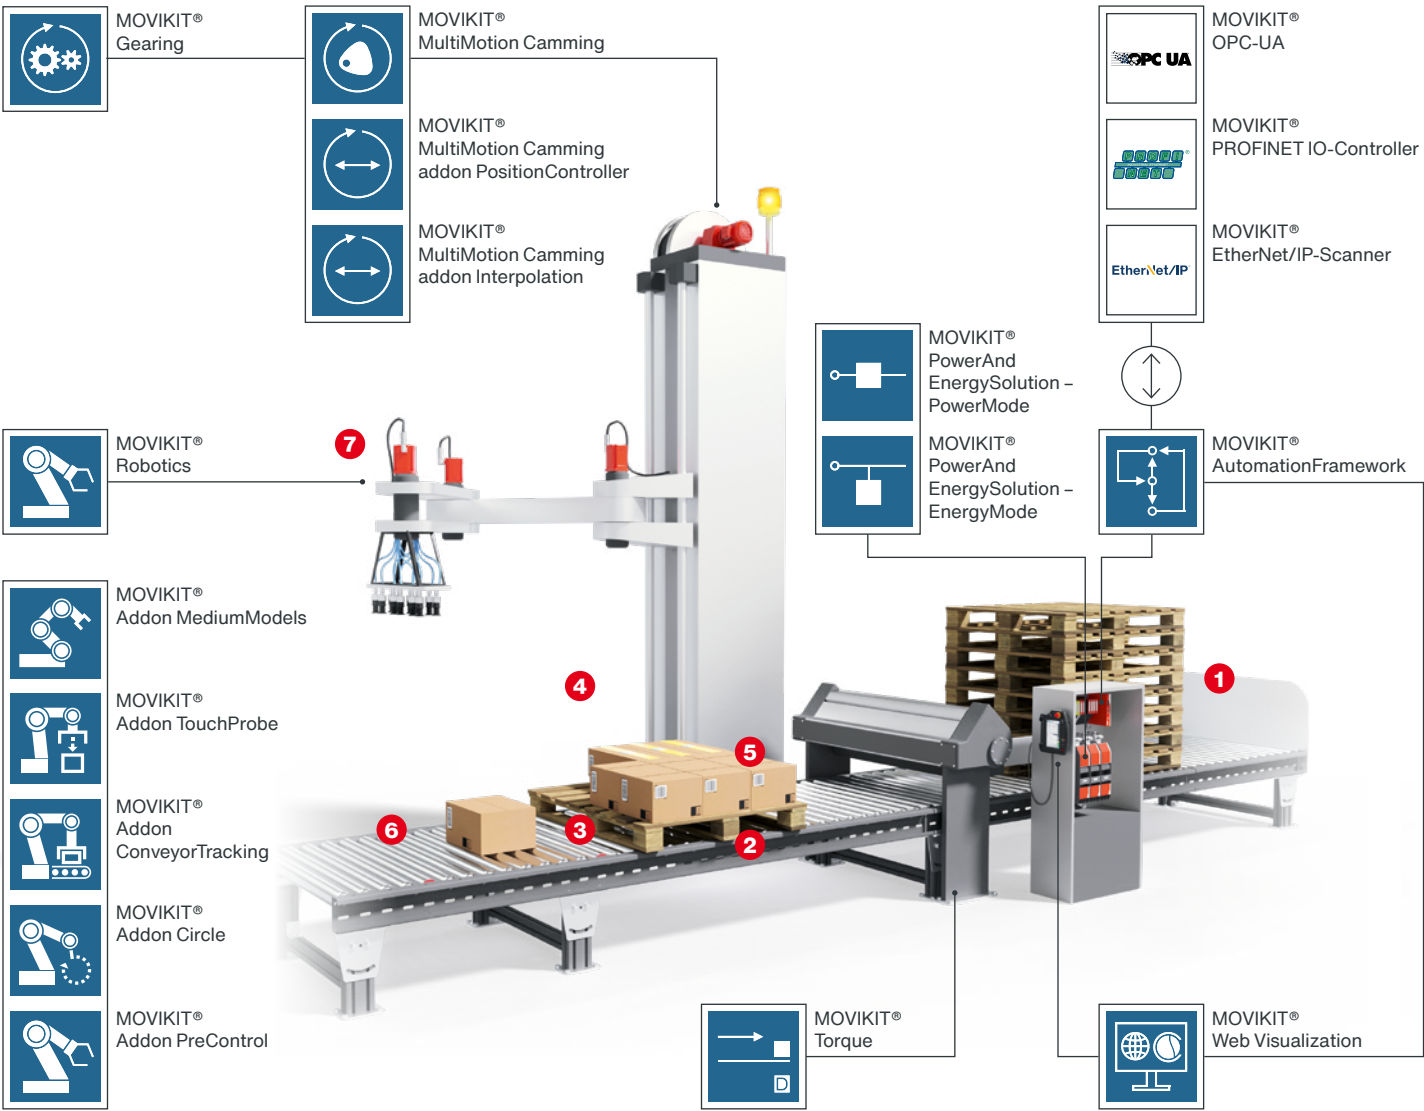 MOVIKIT®
Gearing
MOVIKIT®
MultiMotion Camming
MOVIKIT®
MultiMotion Camming
addon PositionController
MOVIKIT®
MultiMotion Camming
addon Interpolation
OPC UA
MOVIKIT®
OPC-UA
MOVIKIT®
PROFINET IO-Controller
EtherNet/IP
MOVIKIT®
EtherNet/IP-Scanner
MOVIKIT®
PowerAnd
EnergySolution –
PowerMode
MOVIKIT®
PowerAnd
EnergySolution –
EnergyMode
MOVIKIT®
AutomationFramework
MOVIKIT®
Robotics
7
MOVIKIT®
Addon MediumModels
MOVIKIT®
Addon TouchProbe
MOVIKIT®
Addon
ConveyorTracking
MOVIKIT®
Addon Circle
MOVIKIT®
Addon PreControl
4
1
5
6
3
2
D
MOVIKIT®
Torque
MOVIKIT®
Web Visualization